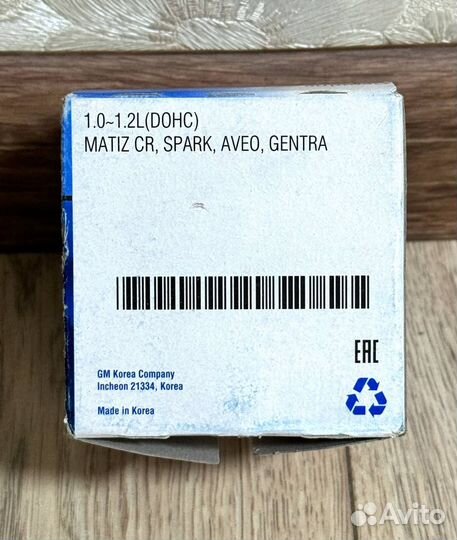 1.0~1.2L(DOHC)
MATIZ CR, SPARK, AVEO, GENTRA
EAC
GM Korea Company
Incheon 21334, Korea
Made in Korea
Avito